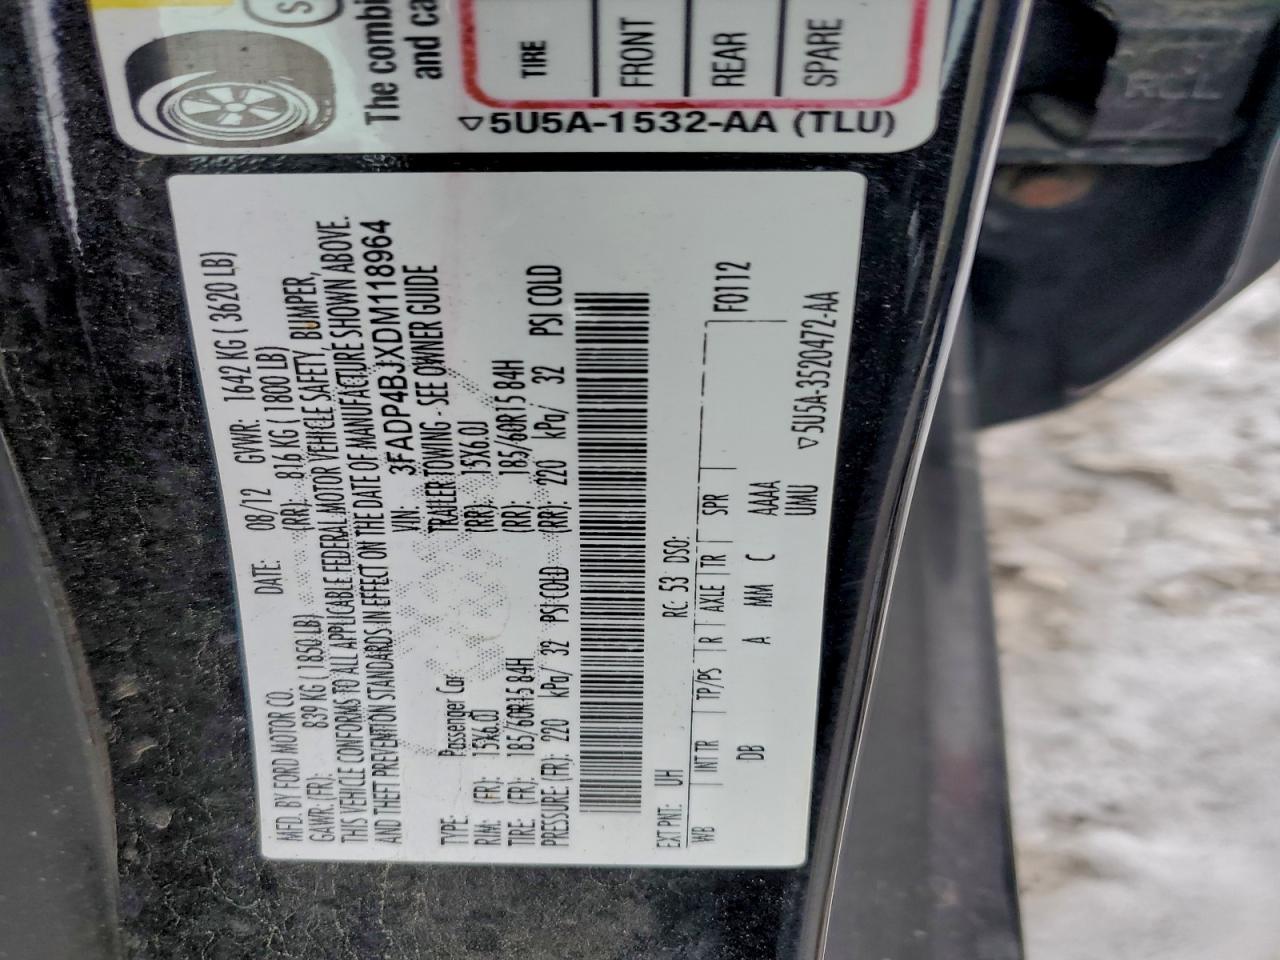 The combi
and ca
TIRE
FRONT
REAR
SPARE
5U5A-1532-AA (TLU)
MFD. BY FORD MOTOR CO. DATE: 08/12 GVWR: 1642 KG ( 3620 LB)
GAWR: (FR): 839 KG ( 1850 LB) (RR): 816 KG ( 1800 LB)
THIS VEHICLE CONFORMS TO ALL APPLICABLE FEDERAL MOTOR VEHICLE SAFETY, BUMPER,
AND THEFT PREVENTION STANDARDS IN EFFECT ON THE DATE OF MANUFACTURE SHOWN ABOVE.
VIN: 3FADP4BJXDM118964
TYPE: Passenger Car TRAILER TOWING - SEE OWNER GUIDE
RIM: (FR): 15X6.0J (RR): 15X6.0J
TIRE: (FR): 185/60R15 84H (RR): 185/60R15 84H
PRESSURE: (FR): 220 kPa/ 32 PSI COLD (RR): 220 kPa/ 32 PSI COLD
EXT PNT: UH RC: 53 DSO:
WB INT TR TP/PS R AXLE TR SPR F0112
DB A MM C AAAA
UMU 5U5A-3520472-AA
RCL